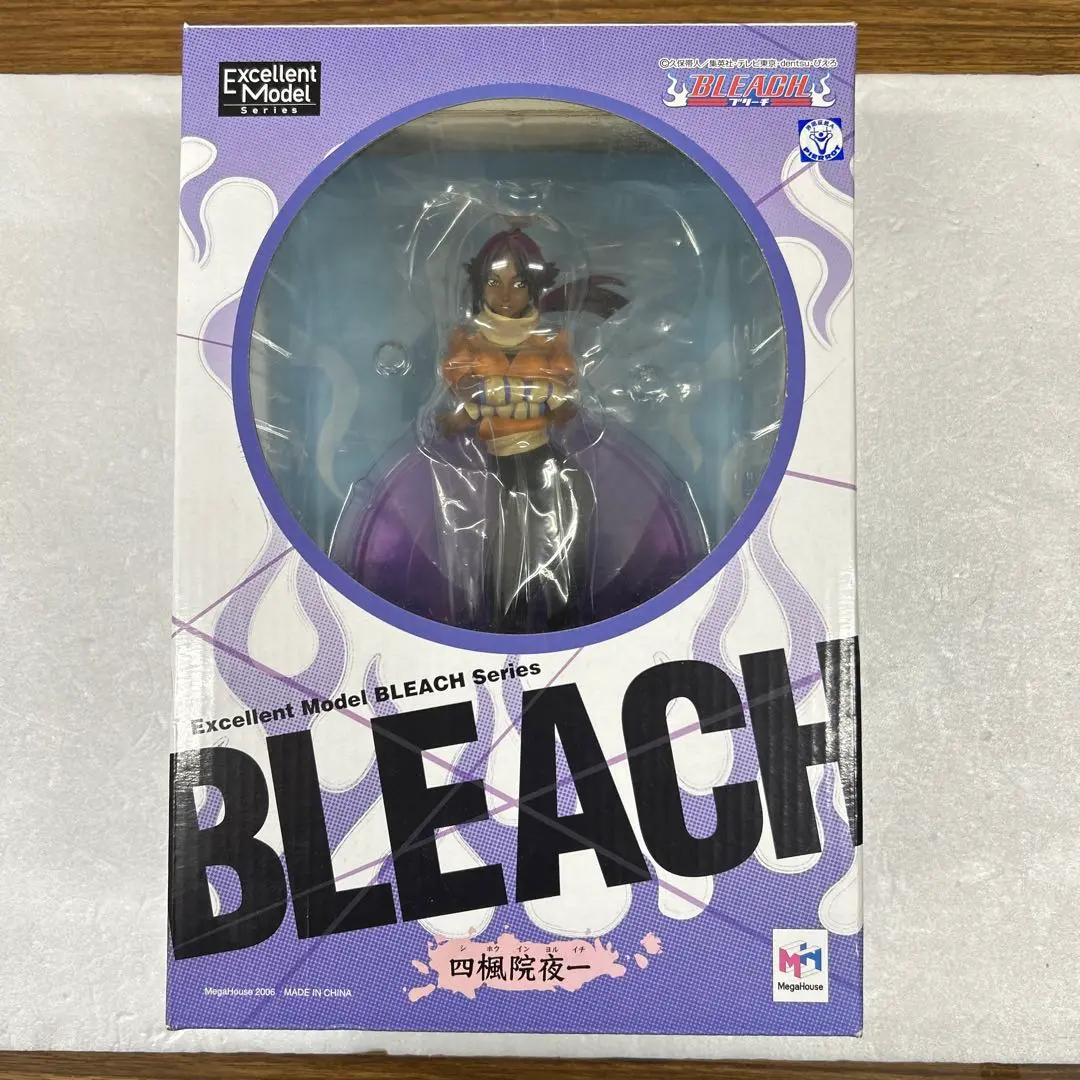 Excellent
Model
Series
©久保帯人／集英社・テレビ東京・dentsu・ぴえろ
BLEACH
ブリーチ
PIERROT
Excellent Model BLEACH Series
BLEACH
シ ホウ イン ヨル イチ
四楓院夜一
MegaHouse 2006 MADE IN CHINA
MegaHouse